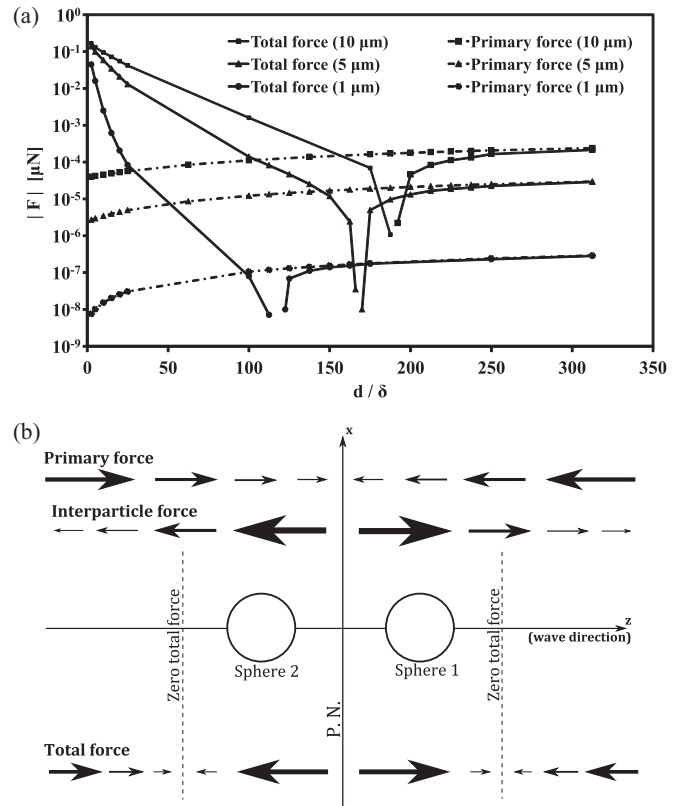 (a)
10⁰
10⁻¹
10⁻²
10⁻³
10⁻⁴
10⁻⁵
10⁻⁶
10⁻⁷
10⁻⁸
10⁻⁹
| F | [µN]
Total force (10 µm)
Total force (5 µm)
Total force (1 µm)
Primary force (10 µm)
Primary force (5 µm)
Primary force (1 µm)
0 50 100 150 200 250 300 350
d / δ
(b)
x
Primary force
Interparticle force
Zero total force
Zero total force
z
(wave direction)
Sphere 2
Sphere 1
P. N.
Total force